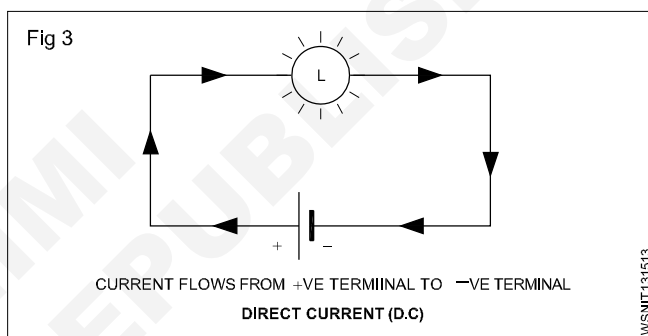 Fig 3
L
+ −
CURRENT FLOWS FROM +VE TERMIINAL TO −VE TERMINAL
DIRECT CURRENT (D.C)
WSNIT131513